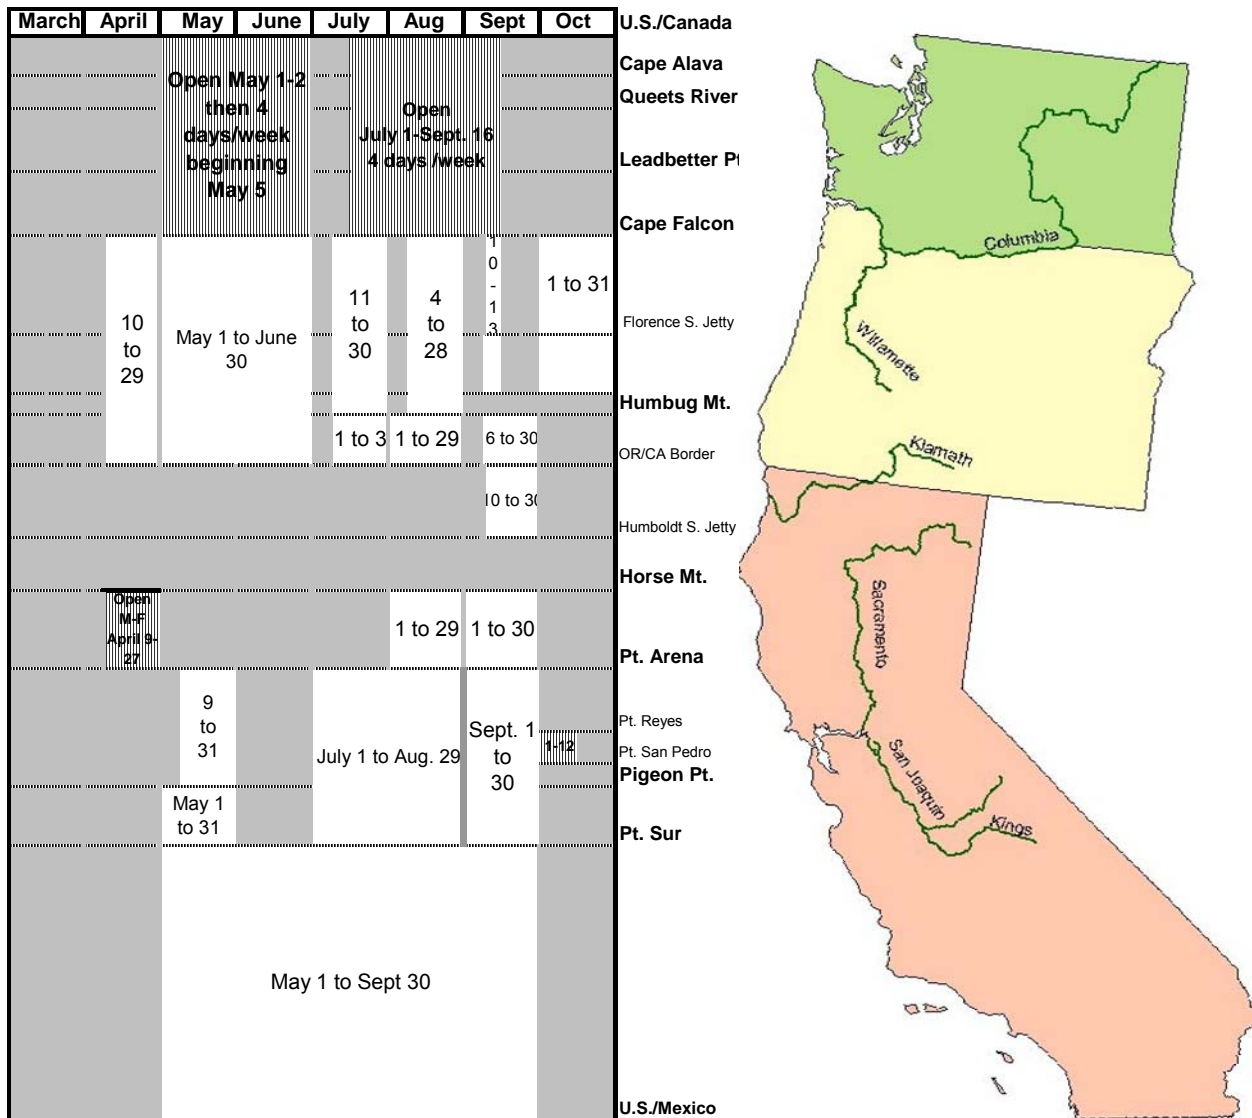 March April May June July Aug Sept Oct
U.S./Canada
Cape Alava
Queets River
Leadbetter Pt
Cape Falcon
Florence S. Jetty
Humbug Mt.
OR/CA Border
Humboldt S. Jetty
Horse Mt.
Pt. Arena
Pt. Reyes
Pt. San Pedro
Pigeon Pt.
Pt. Sur
U.S./Mexico
Open May 1-2
then 4
days/week
beginning
May 5
Open
July 1-Sept. 16
4 days /week
10
to
29
May 1 to June
30
11
to
30
4
to
28
1
0
-
1
3
1 to 31
1 to 3
1 to 29
6 to 30
10 to 30
Open
M-F
April 9-
27
1 to 29
1 to 30
9
to
31
July 1 to Aug. 29
Sept. 1
to
30
1-12
May 1
to 31
May 1 to Sept 30
Columbia
Willamette
Klamath
Sacramento
San Joaquin
Kings